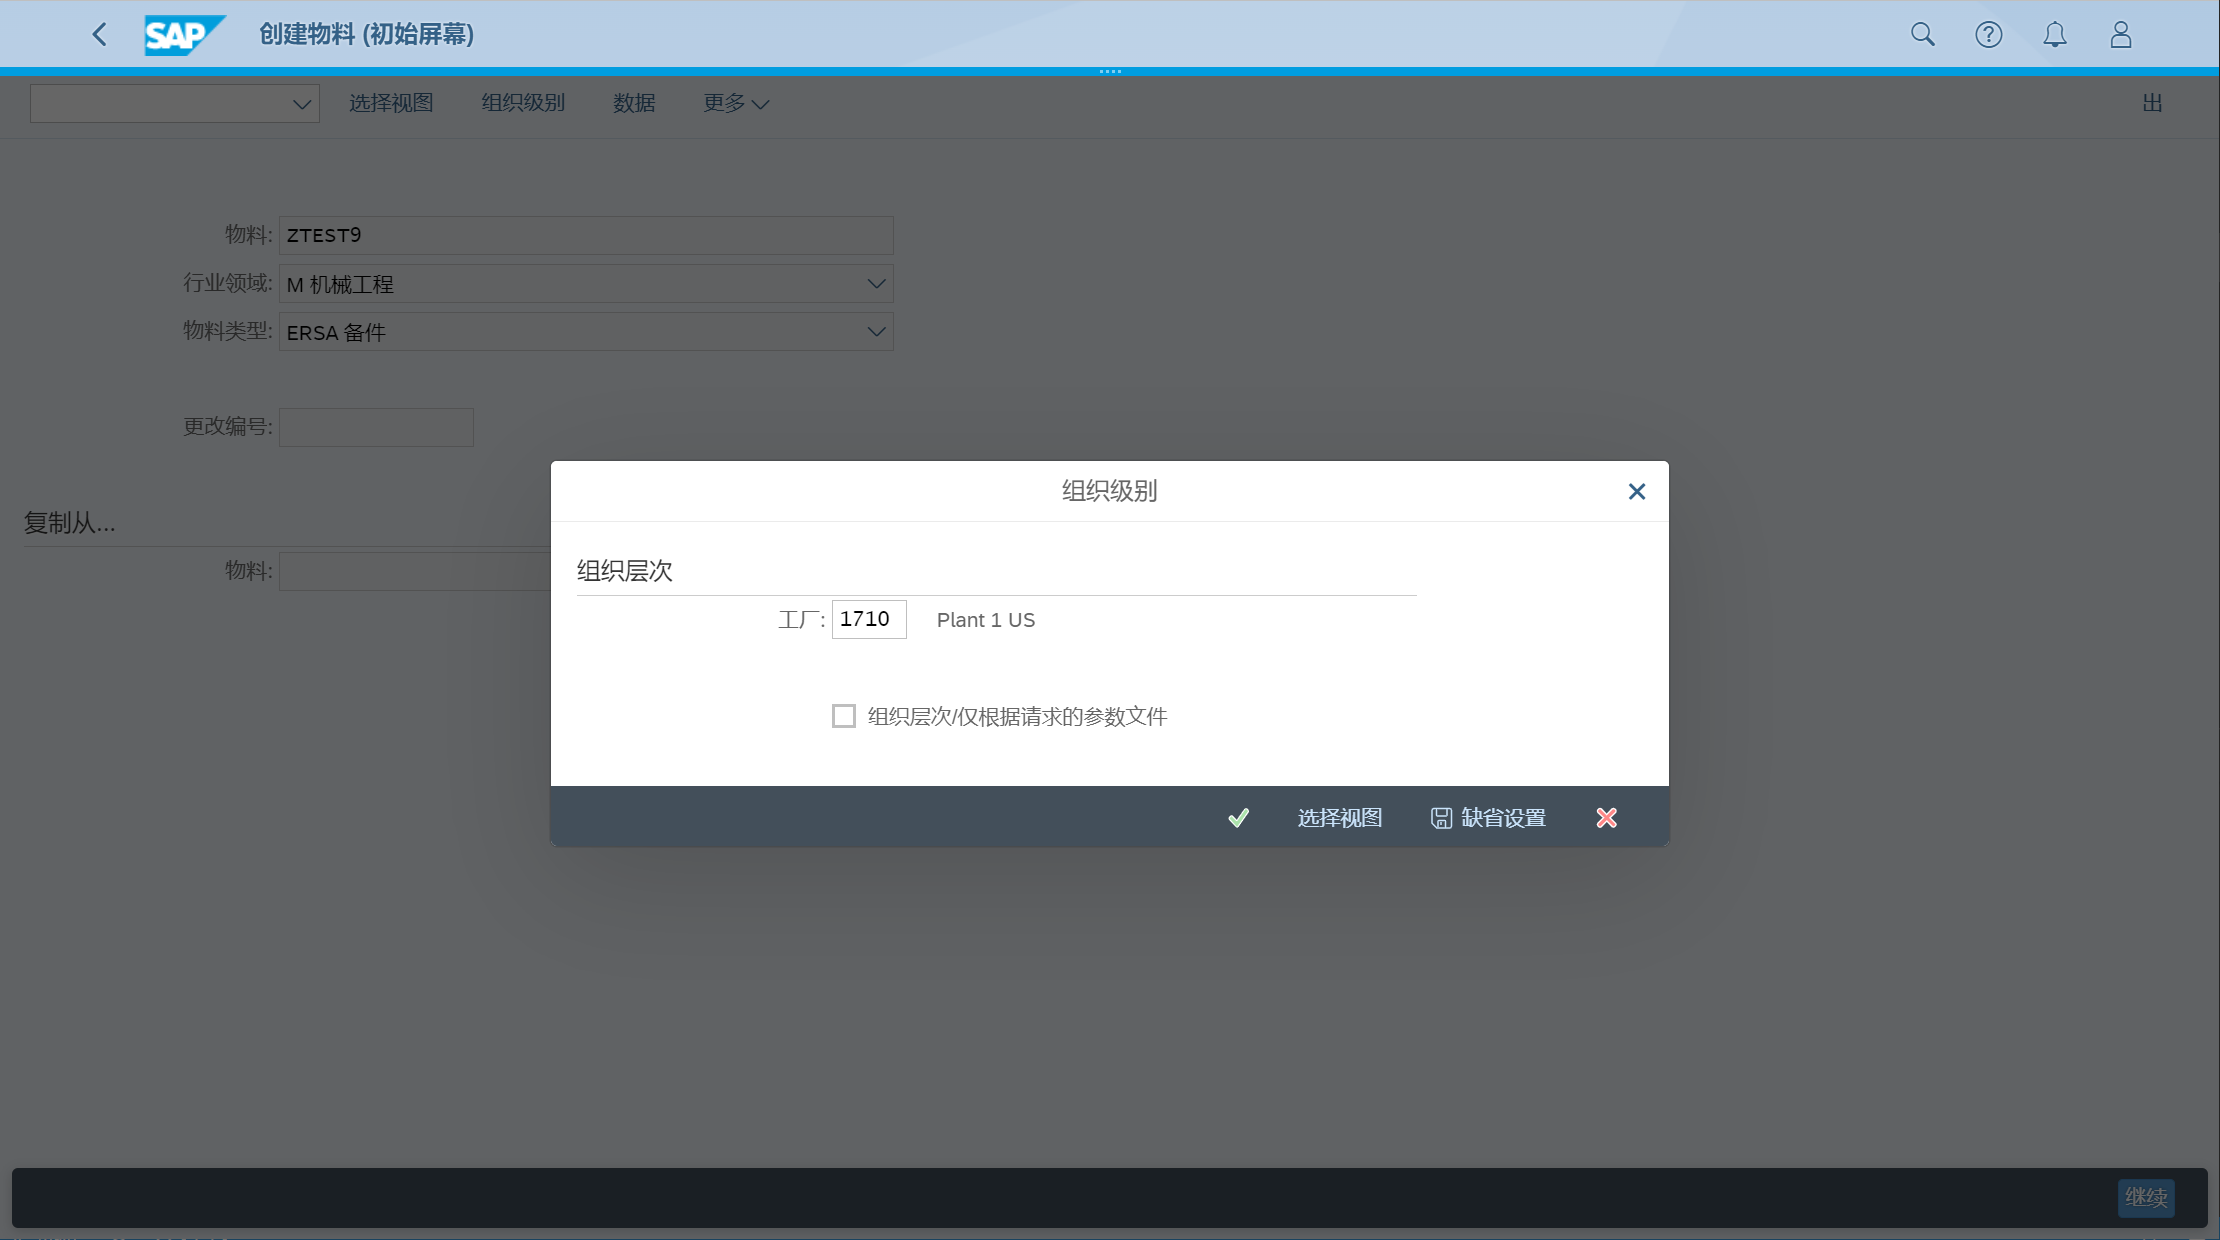 SAP 创建物料 (初始屏幕)
选择视图 组织级别 数据 更多 出
物料: ZTEST9
行业领域: M 机械工程
物料类型: ERSA 备件
更改编号:
复制从...
物料:
组织级别
组织层次
工厂: 1710 Plant 1 US
组织层次/仅根据请求的参数文件
选择视图 缺省设置
继续